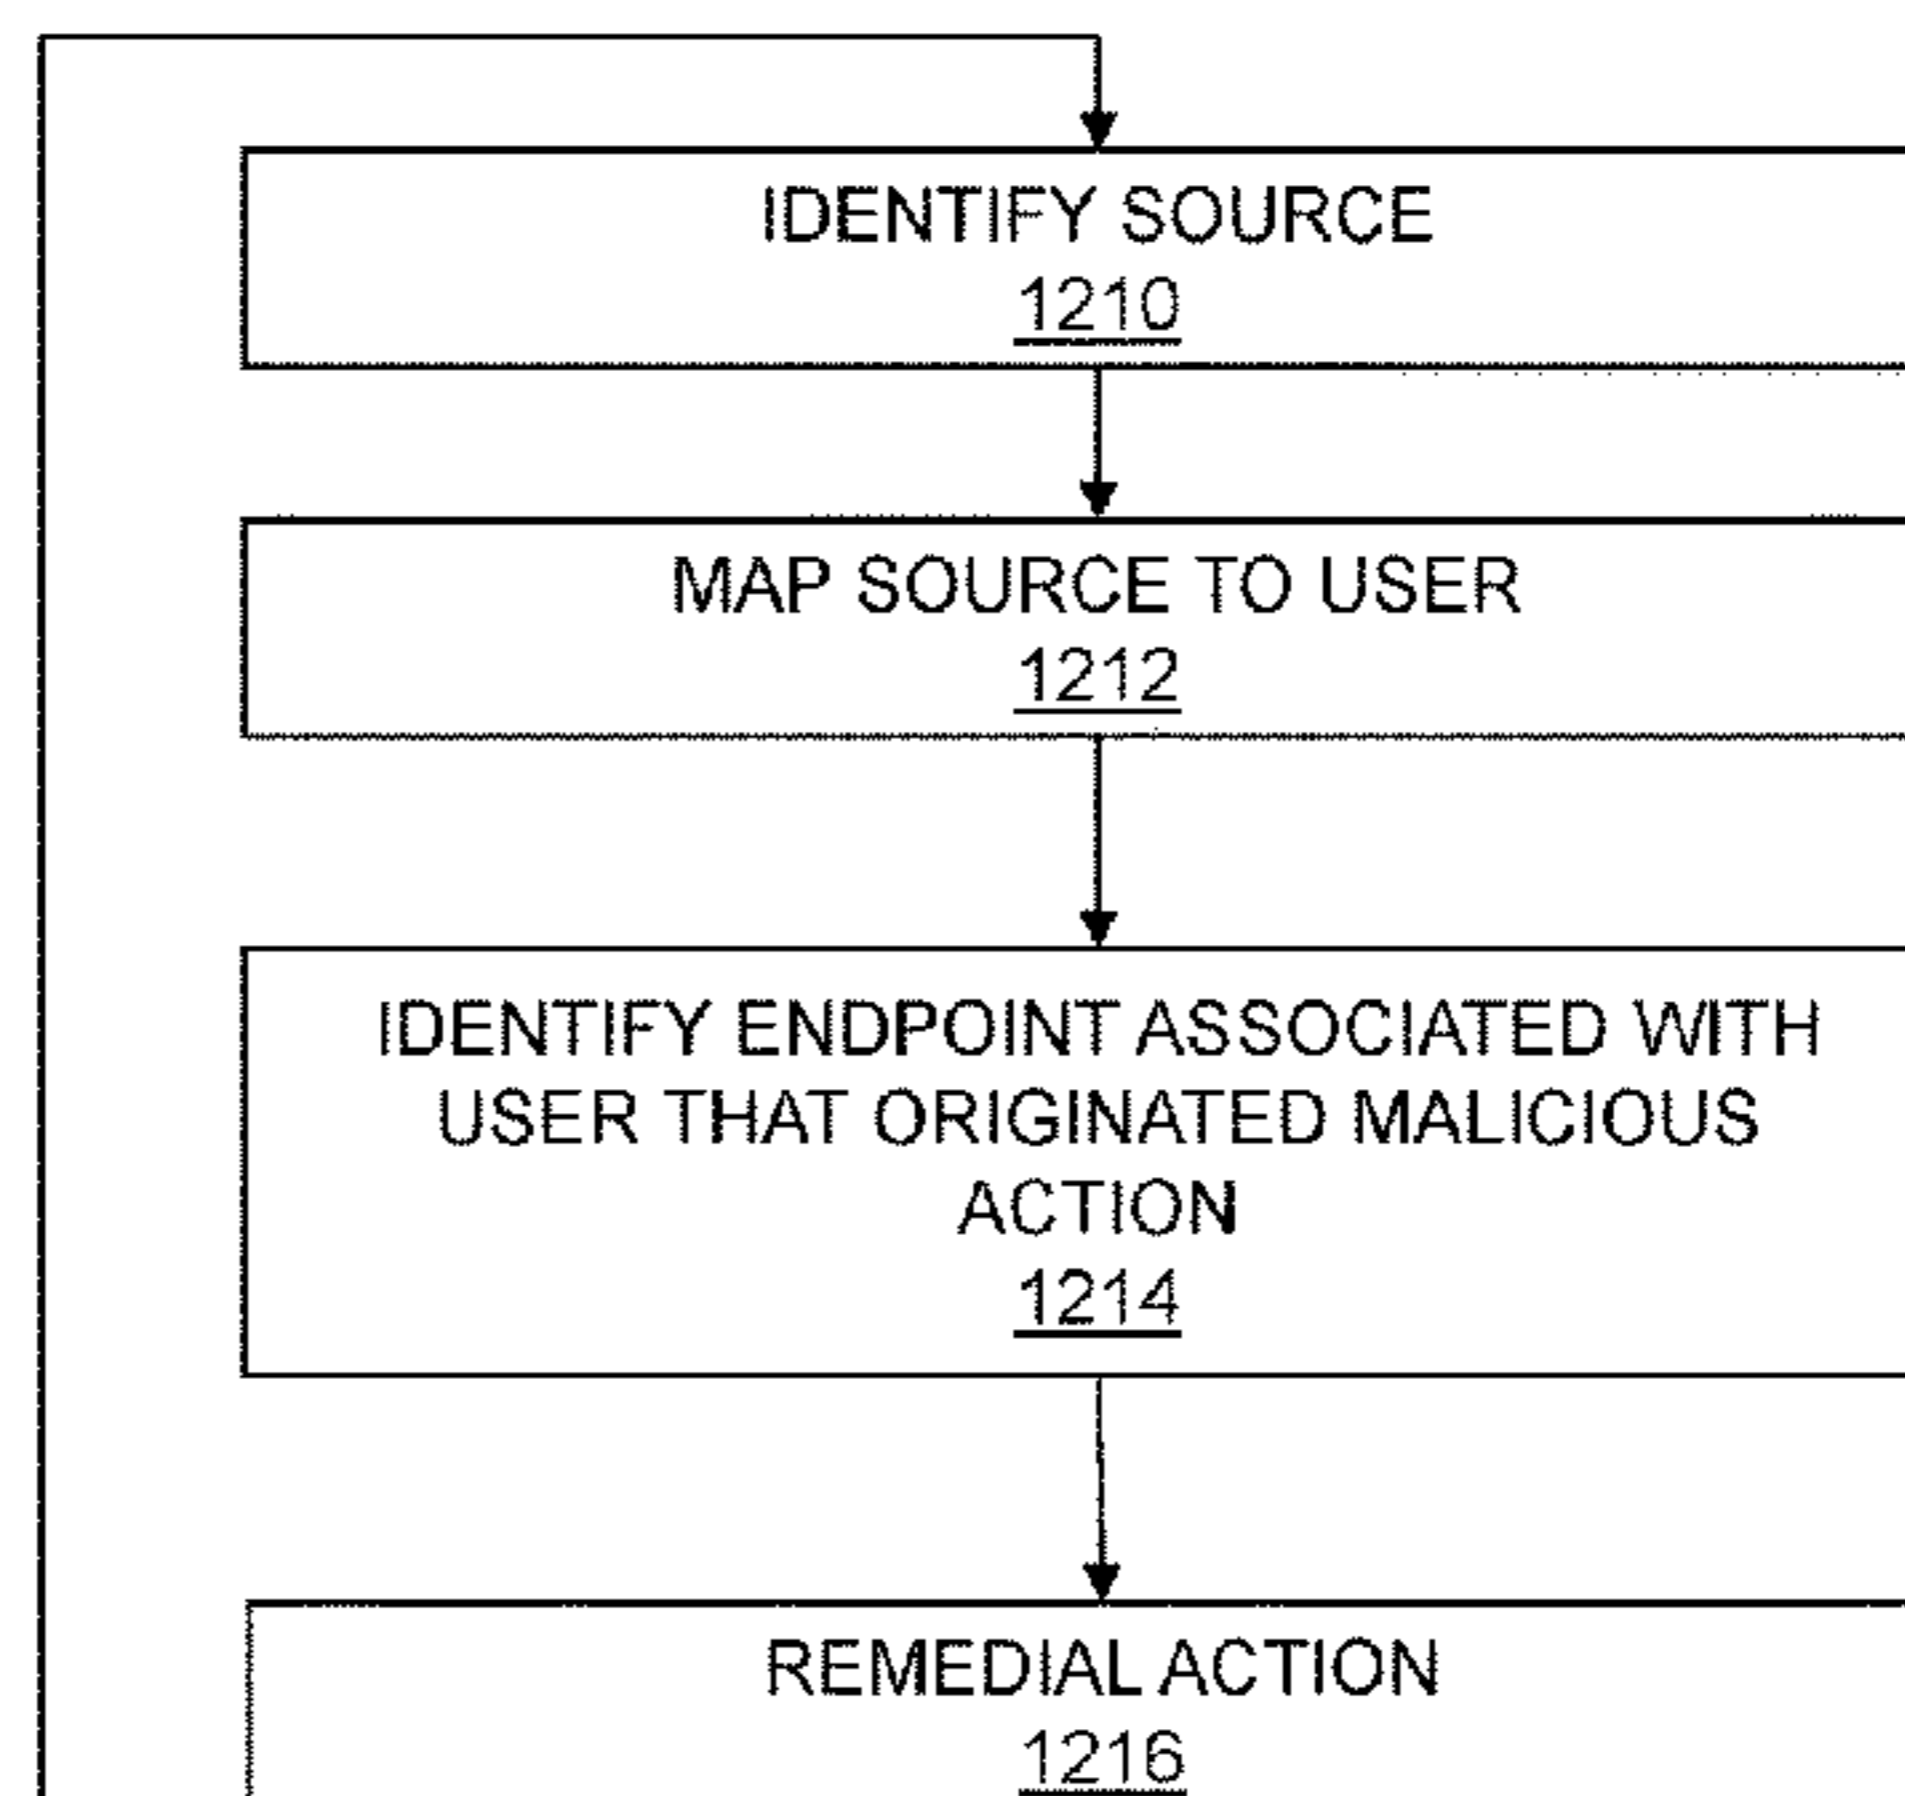 IDENTIFY SOURCE
1210
MAP SOURCE TO USER
1212
IDENTIFY ENDPOINT ASSOCIATED WITH
USER THAT ORIGINATED MALICIOUS
ACTION
1214
REMEDIAL ACTION
1216